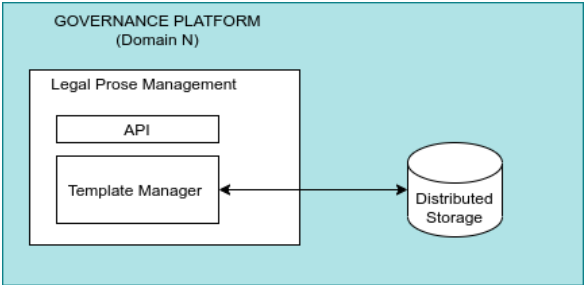 GOVERNANCE PLATFORM
(Domain N)
Legal Prose Management
API
Template Manager
Distributed
Storage